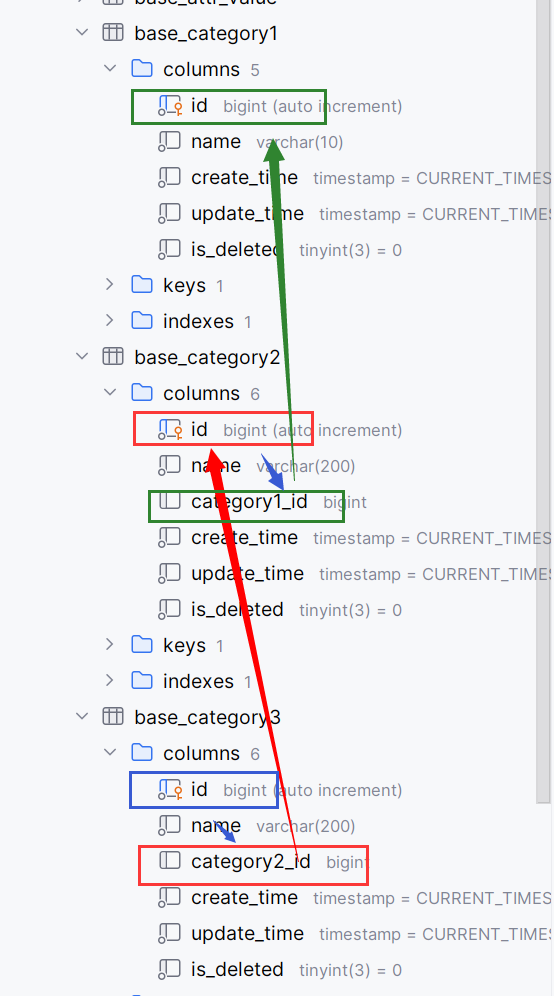 base_attr_value
base_category1
columns 5
id bigint (auto increment)
name varchar(10)
create_time timestamp = CURRENT_TIMES
update_time timestamp = CURRENT_TIMES
is_deleted tinyint(3) = 0
keys 1
indexes 1
base_category2
columns 6
id bigint (auto increment)
name varchar(200)
category1_id bigint
create_time timestamp = CURRENT_TIMES
update_time timestamp = CURRENT_TIMES
is_deleted tinyint(3) = 0
keys 1
indexes 1
base_category3
columns 6
id bigint (auto increment)
name varchar(200)
category2_id bigint
create_time timestamp = CURRENT_TIMES
update_time timestamp = CURRENT_TIMES
is_deleted tinyint(3) = 0